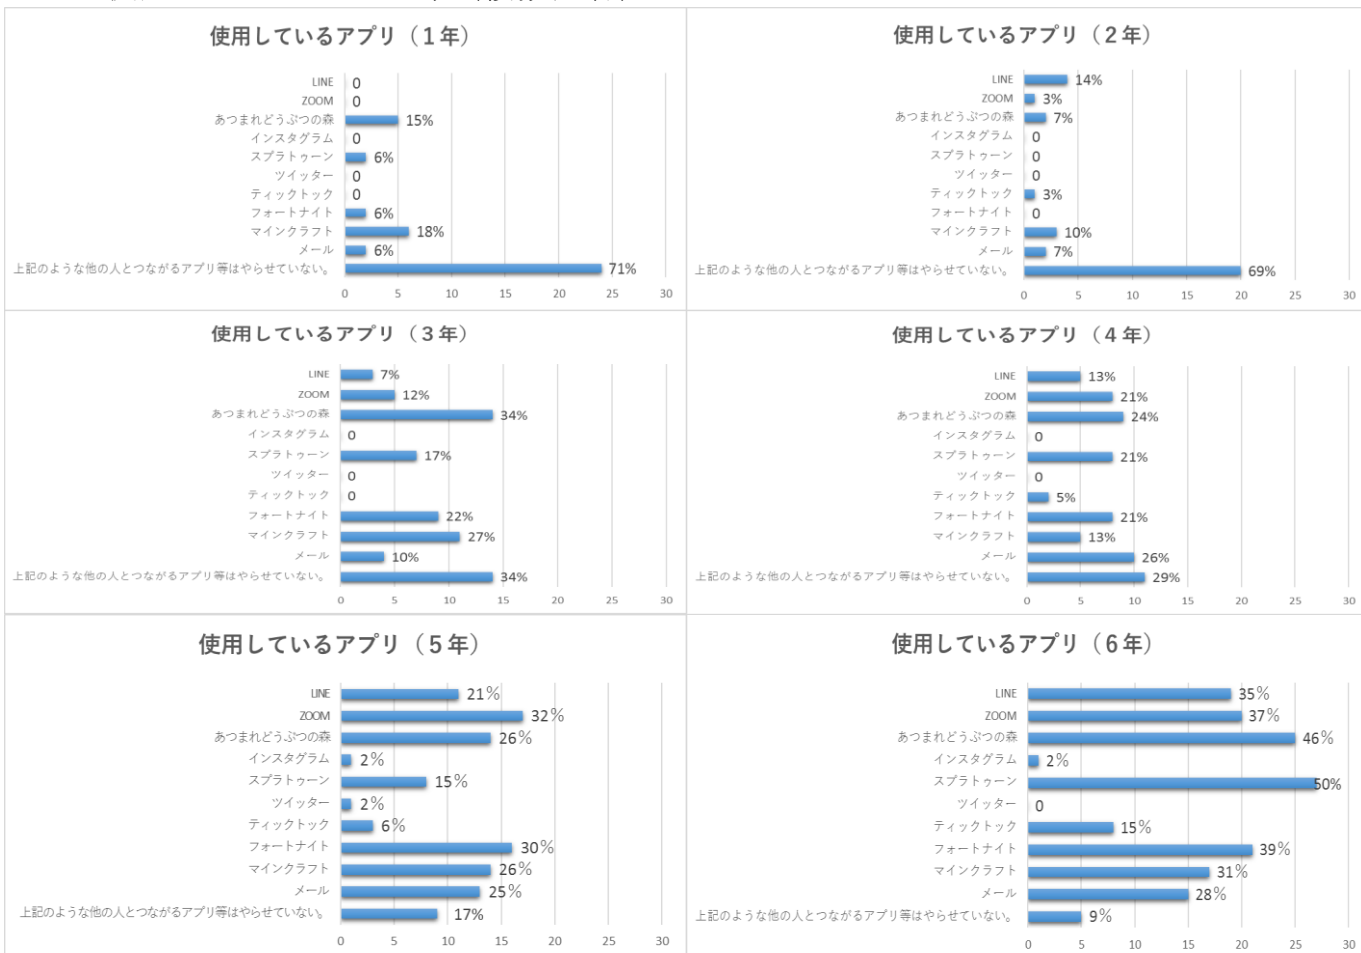 使用しているアプリ（１年）
LINE 0
ZOOM 0
あつまれどうぶつの森 15%
インスタグラム 0
スプラトゥーン 6%
ツイッター 0
ティックトック 0
フォートナイト 6%
マインクラフト 18%
メール 6%
上記のような他の人とつながるアプリ等はやらせていない。 71%
0 5 10 15 20 25 30
使用しているアプリ（２年）
LINE 14%
ZOOM 3%
あつまれどうぶつの森 7%
インスタグラム 0
スプラトゥーン 0
ツイッター 0
ティックトック 3%
フォートナイト 0
マインクラフト 10%
メール 7%
上記のような他の人とつながるアプリ等はやらせていない。 69%
0 5 10 15 20 25 30
使用しているアプリ（３年）
LINE 7%
ZOOM 12%
あつまれどうぶつの森 34%
インスタグラム 0
スプラトゥーン 17%
ツイッター 0
ティックトック 0
フォートナイト 22%
マインクラフト 27%
メール 10%
上記のような他の人とつながるアプリ等はやらせていない。 34%
0 5 10 15 20 25 30
使用しているアプリ（４年）
LINE 13%
ZOOM 21%
あつまれどうぶつの森 24%
インスタグラム 0
スプラトゥーン 21%
ツイッター 0
ティックトック 5%
フォートナイト 21%
マインクラフト 13%
メール 26%
上記のような他の人とつながるアプリ等はやらせていない。 29%
0 5 10 15 20 25 30
使用しているアプリ（５年）
LINE 21%
ZOOM 32%
あつまれどうぶつの森 26%
インスタグラム 2%
スプラトゥーン 15%
ツイッター 2%
ティックトック 6%
フォートナイト 30%
マインクラフト 26%
メール 25%
上記のような他の人とつながるアプリ等はやらせていない。 17%
0 5 10 15 20 25 30
使用しているアプリ（６年）
LINE 35%
ZOOM 37%
あつまれどうぶつの森 46%
インスタグラム 2%
スプラトゥーン 50%
ツイッター 0
ティックトック 15%
フォートナイト 39%
マインクラフト 31%
メール 28%
上記のような他の人とつながるアプリ等はやらせていない。 9%
0 5 10 15 20 25 30